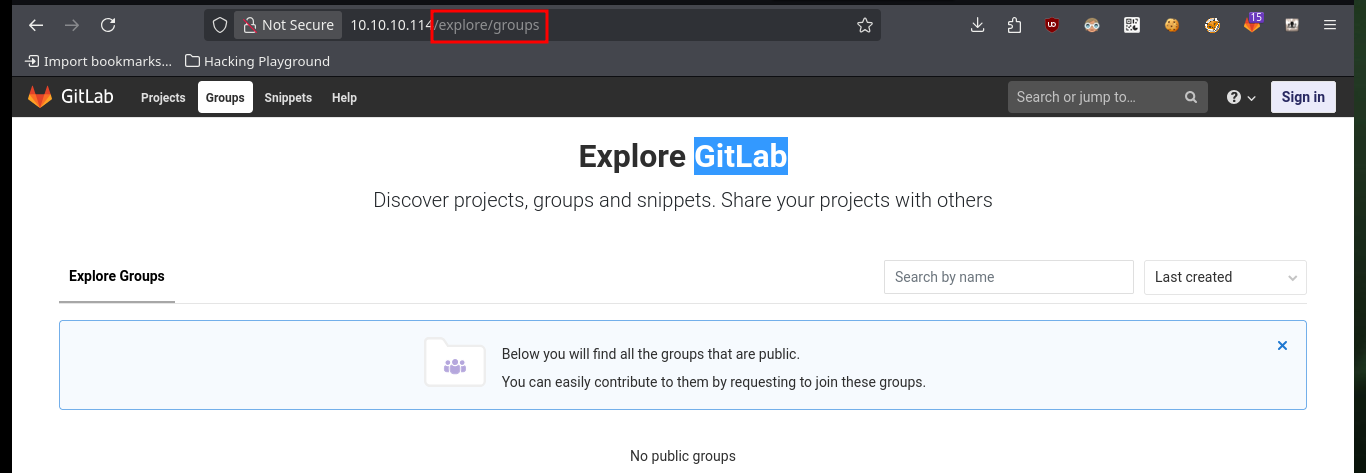 Not Secure 10.10.10.114/explore/groups 15
Import bookmarks... Hacking Playground
GitLab Projects Groups Snippets Help Search or jump to... Sign in
Explore GitLab
Discover projects, groups and snippets. Share your projects with others
Explore Groups Search by name Last created
Below you will find all the groups that are public.
You can easily contribute to them by requesting to join these groups.
No public groups